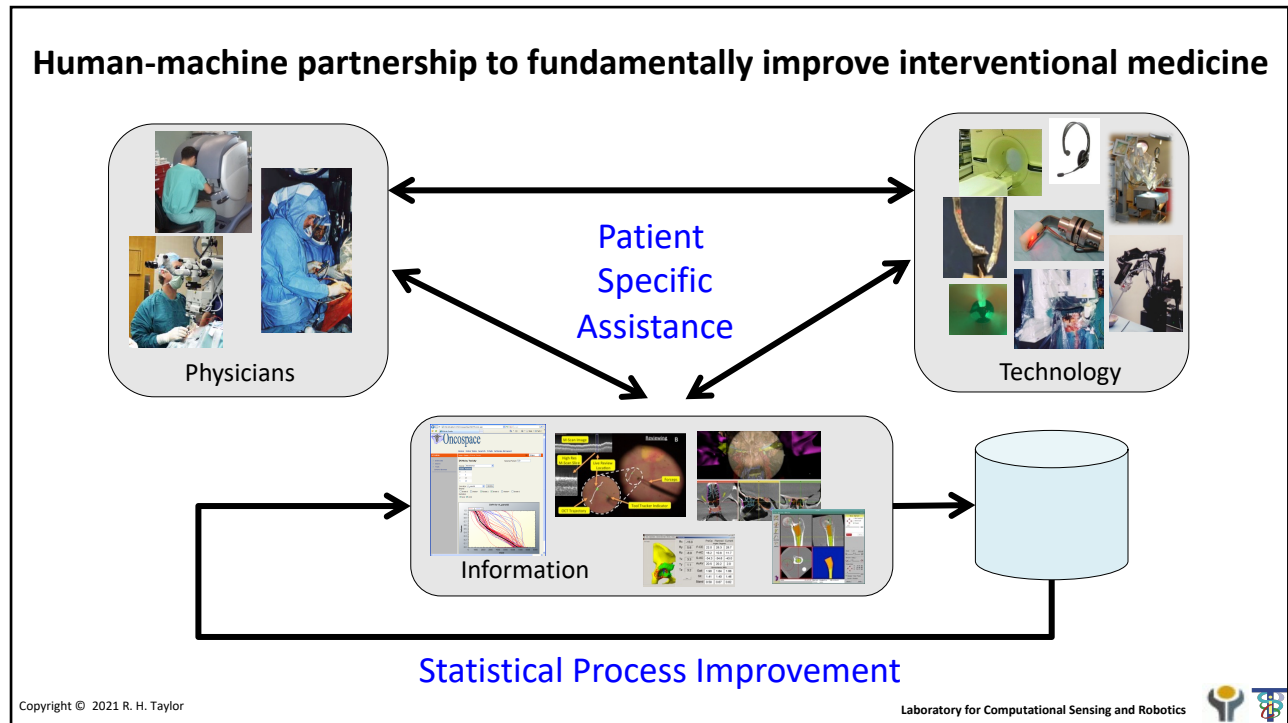 Human-machine partnership to fundamentally improve interventional medicine
Patient
Specific
Assistance
Physicians
Technology
Oncospace
Reviewing
B
Information
Statistical Process Improvement
Copyright © 2021 R. H. Taylor
Laboratory for Computational Sensing and Robotics